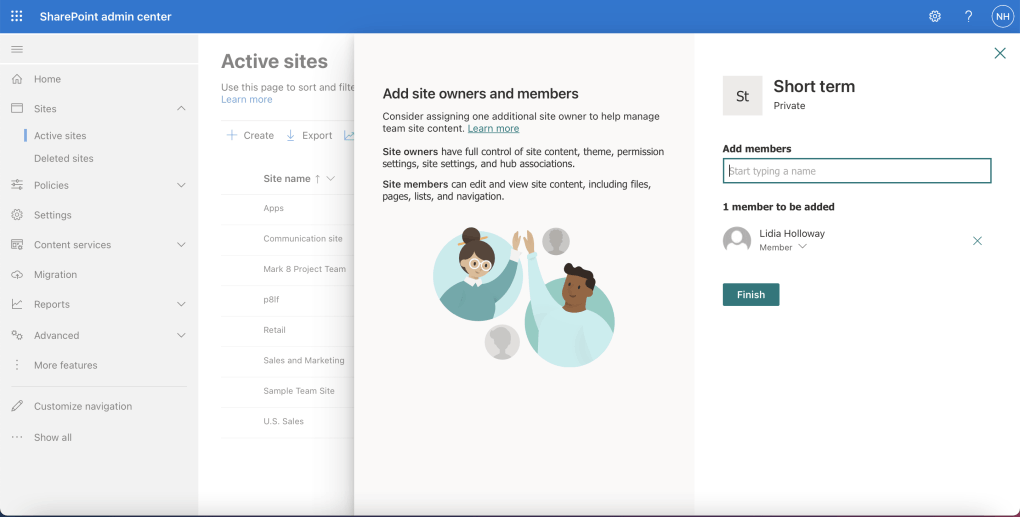 SharePoint admin center
NH
Home
Sites
Active sites
Deleted sites
Policies
Settings
Content services
Migration
Reports
Advanced
More features
Customize navigation
Show all
Active sites
Use this page to sort and filte
Learn more
Create
Export
Site name
Apps
Communication site
Mark 8 Project Team
p8lf
Retail
Sales and Marketing
Sample Team Site
U.S. Sales
Add site owners and members
Consider assigning one additional site owner to help manage
team site content. Learn more
Site owners have full control of site content, theme, permission
settings, site settings, and hub associations.
Site members can edit and view site content, including files,
pages, lists, and navigation.
St
Short term
Private
Add members
Start typing a name
1 member to be added
Lidia Holloway
Member
Finish